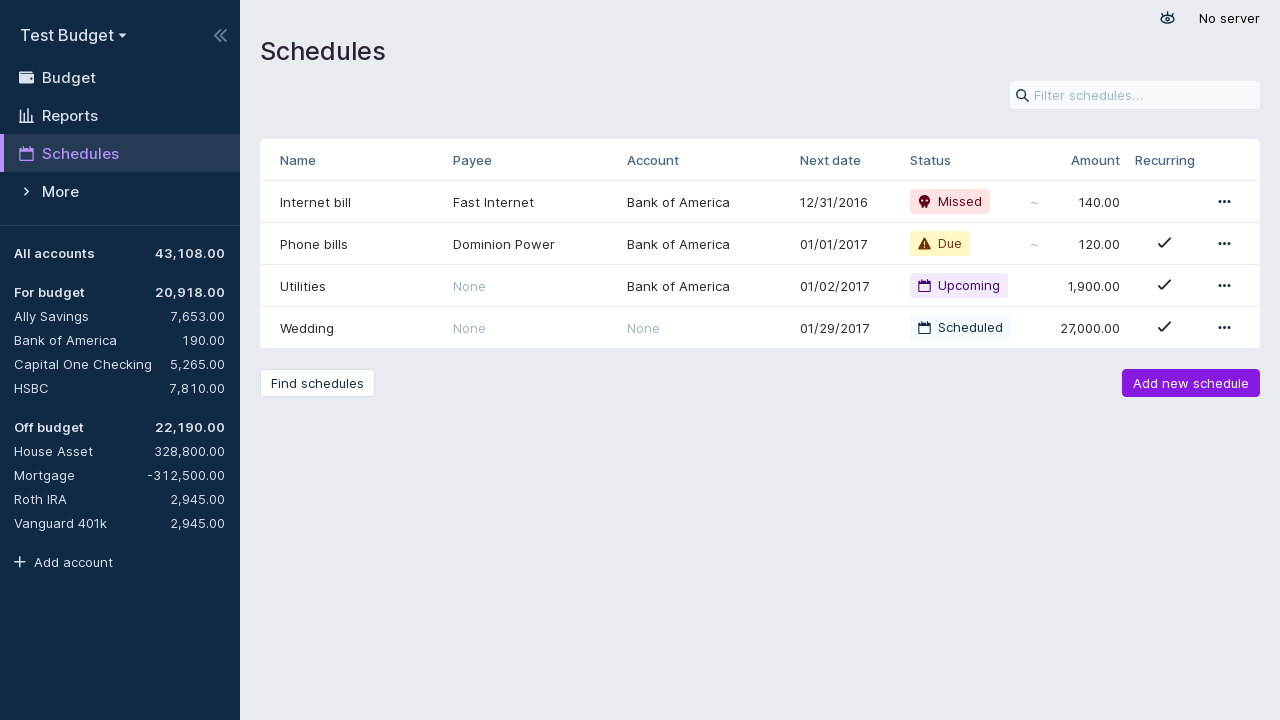 Test Budget
Budget
Reports
Schedules
More
All accounts 43,108.00
For budget 20,918.00
Ally Savings 7,653.00
Bank of America 190.00
Capital One Checking 5,265.00
HSBC 7,810.00
Off budget 22,190.00
House Asset 328,800.00
Mortgage -312,500.00
Roth IRA 2,945.00
Vanguard 401k 2,945.00
Add account
No server
Schedules
Filter schedules…
Name Payee Account Next date Status Amount Recurring
Internet bill Fast Internet Bank of America 12/31/2016 Missed ~ 140.00
Phone bills Dominion Power Bank of America 01/01/2017 Due ~ 120.00
Utilities None Bank of America 01/02/2017 Upcoming 1,900.00
Wedding None None 01/29/2017 Scheduled 27,000.00
Find schedules Add new schedule